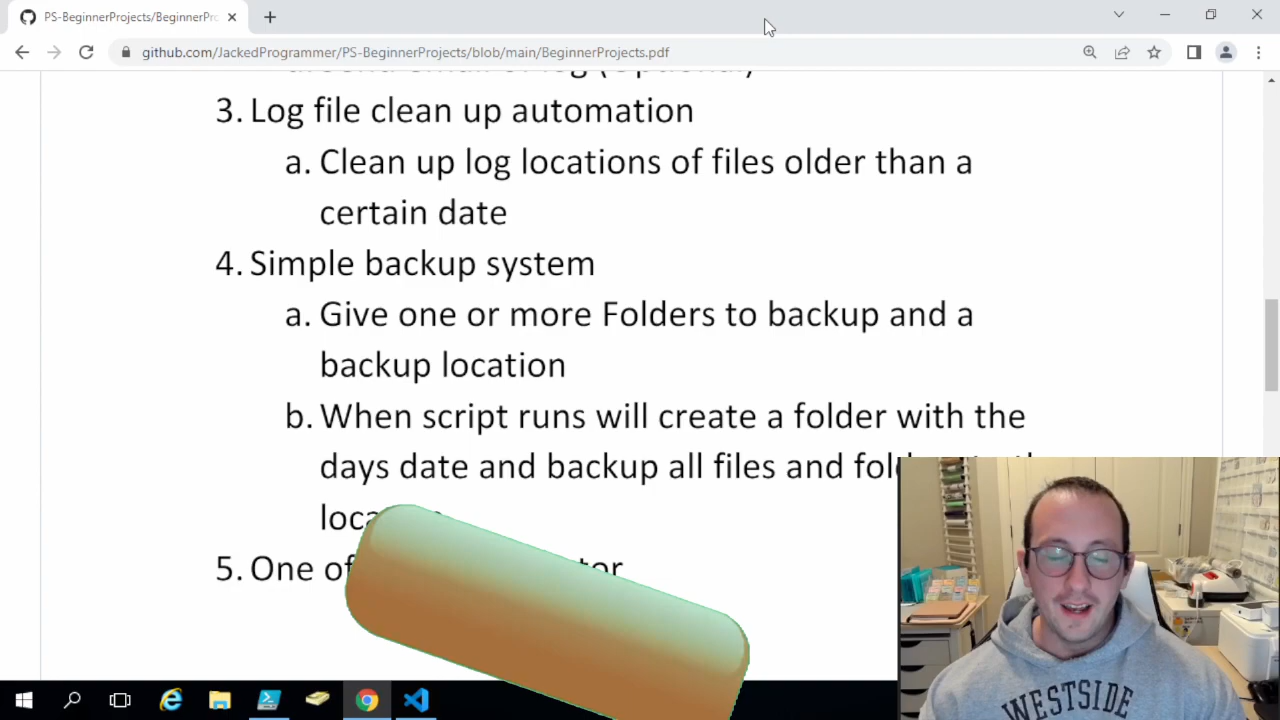 PS-BeginnerProjects/BeginnerPro
github.com/JackedProgrammer/PS-BeginnerProjects/blob/main/BeginnerProjects.pdf
3. Log file clean up automation
a. Clean up log locations of files older than a
certain date
4. Simple backup system
a. Give one or more Folders to backup and a
backup location
b. When script runs will create a folder with the
days date and backup all files and
5. One
WESTSIDE